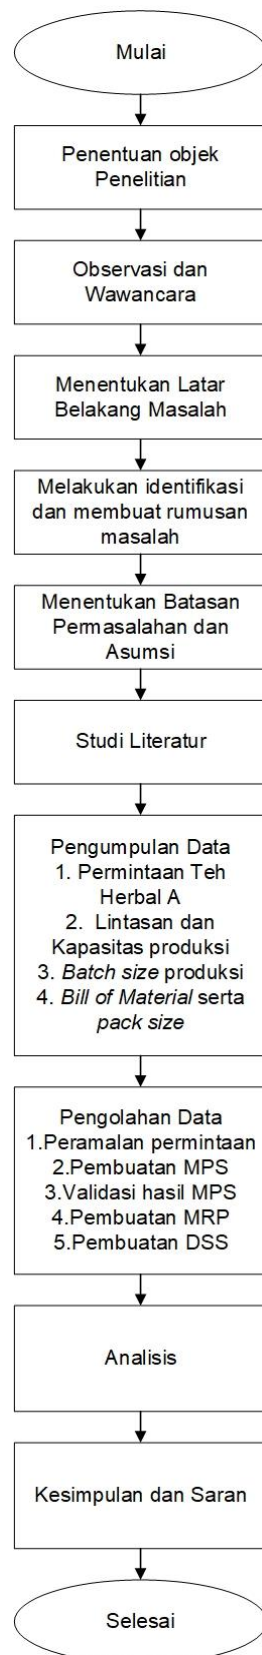 Mulai
Penentuan objek
Penelitian
Observasi dan
Wawancara
Menentukan Latar
Belakang Masalah
Melakukan identifikasi
dan membuat rumusan
masalah
Menentukan Batasan
Permasalahan dan
Asumsi
Studi Literatur
Pengumpulan Data
1. Permintaan Teh
Herbal A
2. Lintasan dan
Kapasitas produksi
3. Batch size produksi
4. Bill of Material serta
pack size
Pengolahan Data
1.Peramalan permintaan
2.Pembuatan MPS
3.Validasi hasil MPS
4.Pembuatan MRP
5.Pembuatan DSS
Analisis
Kesimpulan dan Saran
Selesai